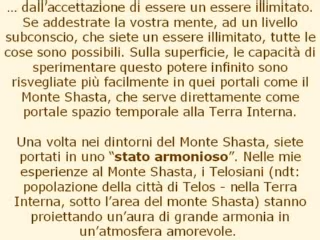 ... dall'accettazione di essere un essere illimitato.
Se addestrate la vostra mente, ad un livello
subconscio, che siete un essere illimitato, tutte le
cose sono possibili. Sulla superficie, le capacità di
sperimentare questo potere infinito sono
risvegliate più facilmente in quei portali come il
Monte Shasta, che serve direttamente come
portale spazio temporale alla Terra Interna.

Una volta nei dintorni del Monte Shasta, siete
portati in uno “stato armonioso”. Nelle mie
esperienze al Monte Shasta, i Telosiani (ndt:
popolazione della città di Telos – nella Terra
Interna, sotto l’area del monte Shasta) stanno
proiettando un’aura di grande armonia in
un’atmosfera amorevole.